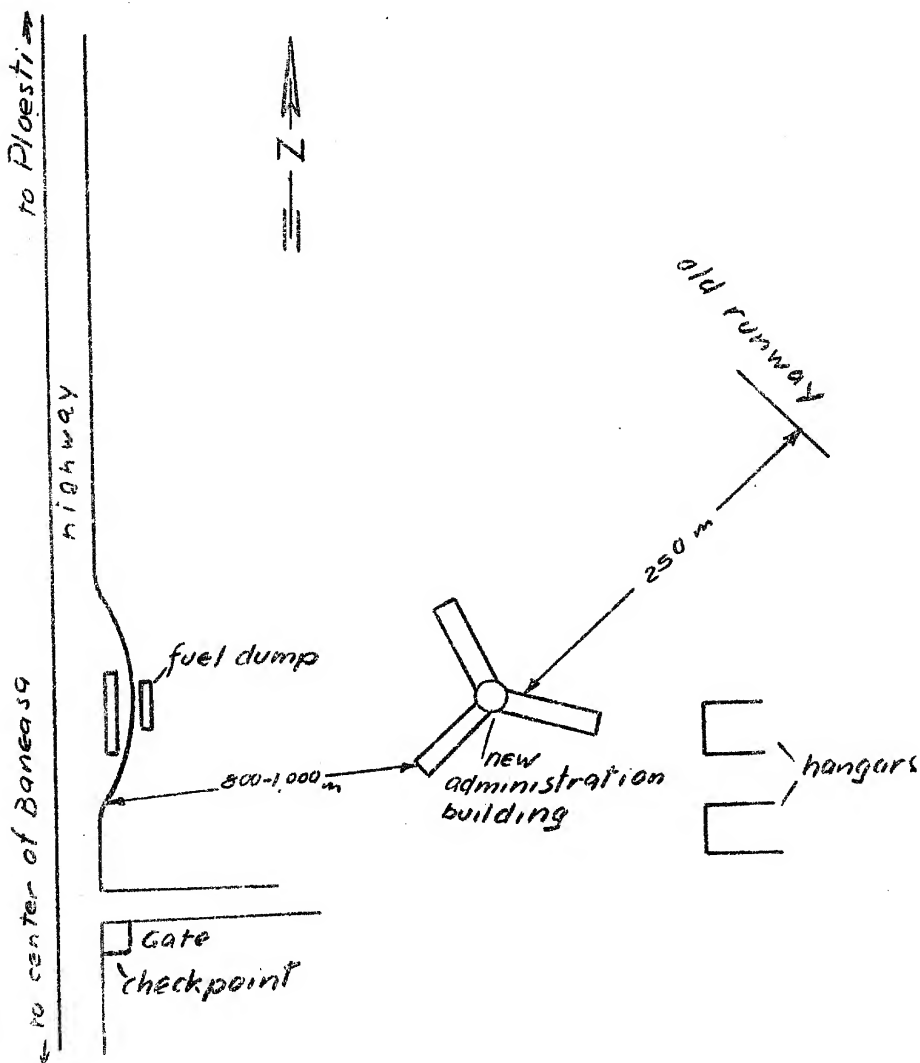 to Ploesti
N
old runway
highway
250 m
fuel dump
800-1,000 m
new
administration
building
hangars
to center of Baneasa
Gate
checkpoint